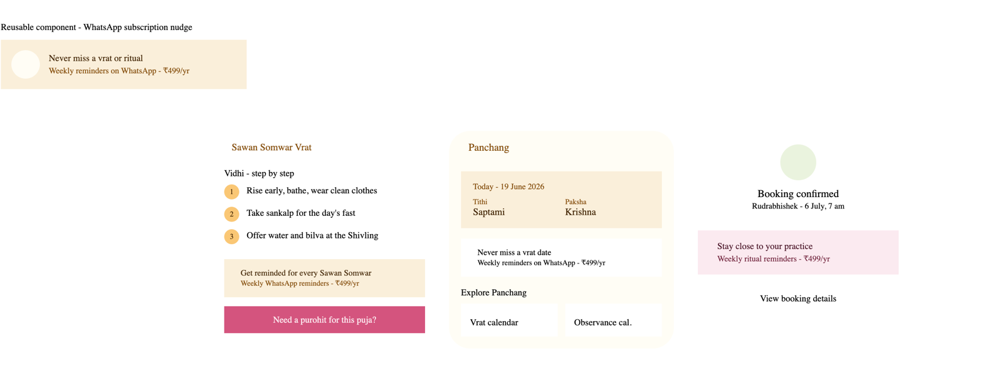 Reusable component - WhatsApp subscription nudge
Never miss a vrat or ritual
Weekly reminders on WhatsApp - ₹499/yr
Sawan Somwar Vrat
Vidhi - step by step
1 Rise early, bathe, wear clean clothes
2 Take sankalp for the day's fast
3 Offer water and bilva at the Shivling
Get reminded for every Sawan Somwar
Weekly WhatsApp reminders - ₹499/yr
Need a purohit for this puja?
Panchang
Today - 19 June 2026
Tithi Paksha
Saptami Krishna
Never miss a vrat date
Weekly reminders on WhatsApp - ₹499/yr
Explore Panchang
Vrat calendar Observance cal.
Booking confirmed
Rudrabhishek - 6 July, 7 am
Stay close to your practice
Weekly ritual reminders - ₹499/yr
View booking details